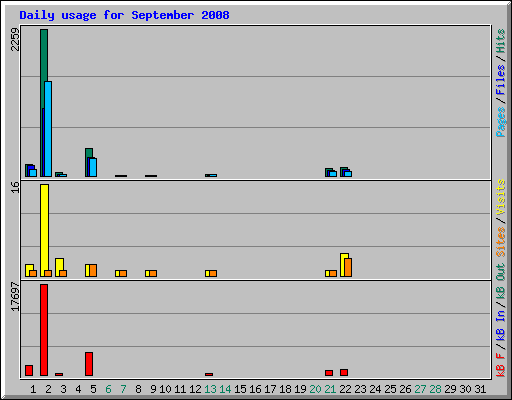 Daily usage for September 2008
2259
16
17697
Pages / Files / Hits
Sites / Visits
kB F / kB In / kB Out
1 2 3 4 5 6 7 8 9 10 11 12 13 14 15 16 17 18 19 20 21 22 23 24 25 26 27 28 29 30 31